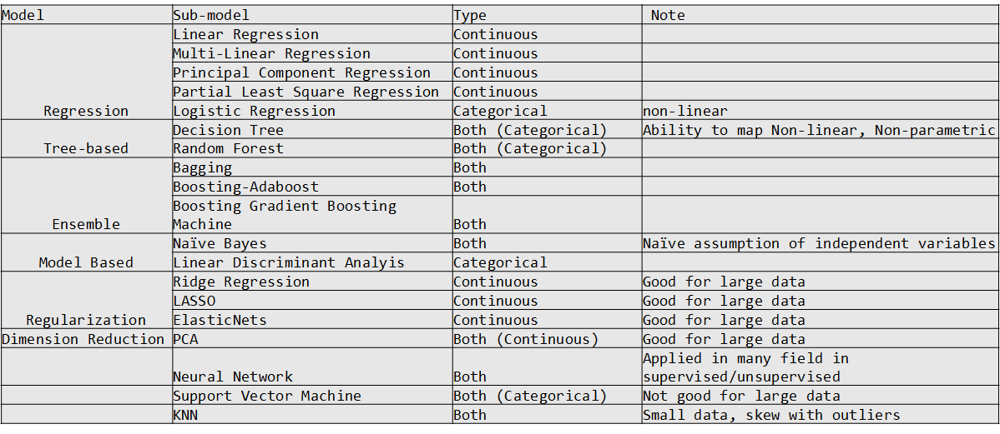 Model Sub-model Type Note
Linear Regression Continuous
Multi-Linear Regression Continuous
Principal Component Regression Continuous
Partial Least Square Regression Continuous
Regression Logistic Regression Categorical non-linear
Decision Tree Both (Categorical) Ability to map Non-linear, Non-parametric
Tree-based Random Forest Both (Categorical)
Bagging Both
Boosting-Adaboost Both
Boosting Gradient Boosting
Ensemble Machine Both
Naïve Bayes Both Naïve assumption of independent variables
Model Based Linear Discriminant Analyis Categorical
Ridge Regression Continuous Good for large data
LASSO Continuous Good for large data
Regularization ElasticNets Continuous Good for large data
Dimension Reduction PCA Both (Continuous) Good for large data
Applied in many field in
Neural Network Both supervised/unsupervised
Support Vector Machine Both (Categorical) Not good for large data
KNN Both Small data, skew with outliers